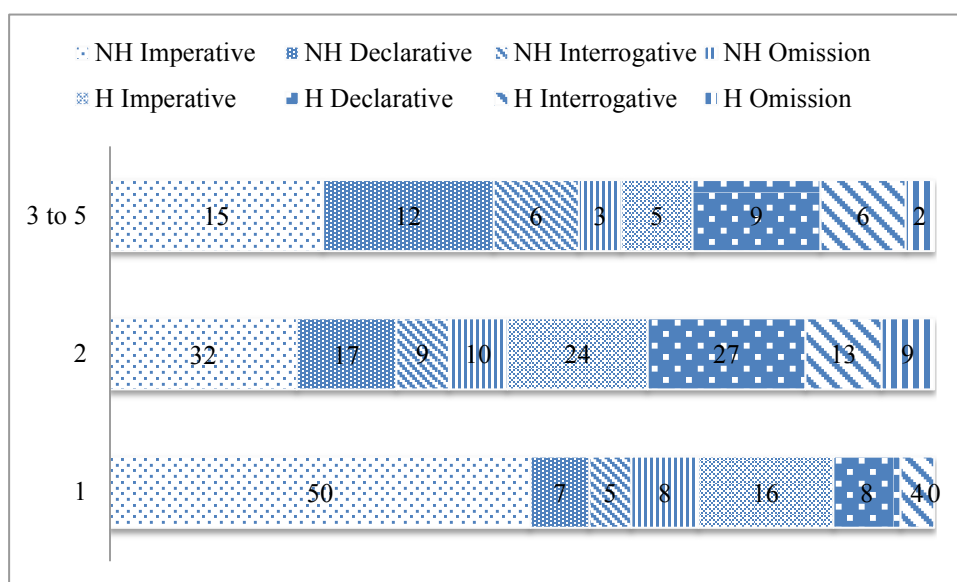 NH Imperative NH Declarative NH Interrogative NH Omission
H Imperative H Declarative H Interrogative H Omission
3 to 5 15 12 6 3 5 9 6 2
2 32 17 9 10 24 27 13 9
1 50 7 5 8 16 8 4 0